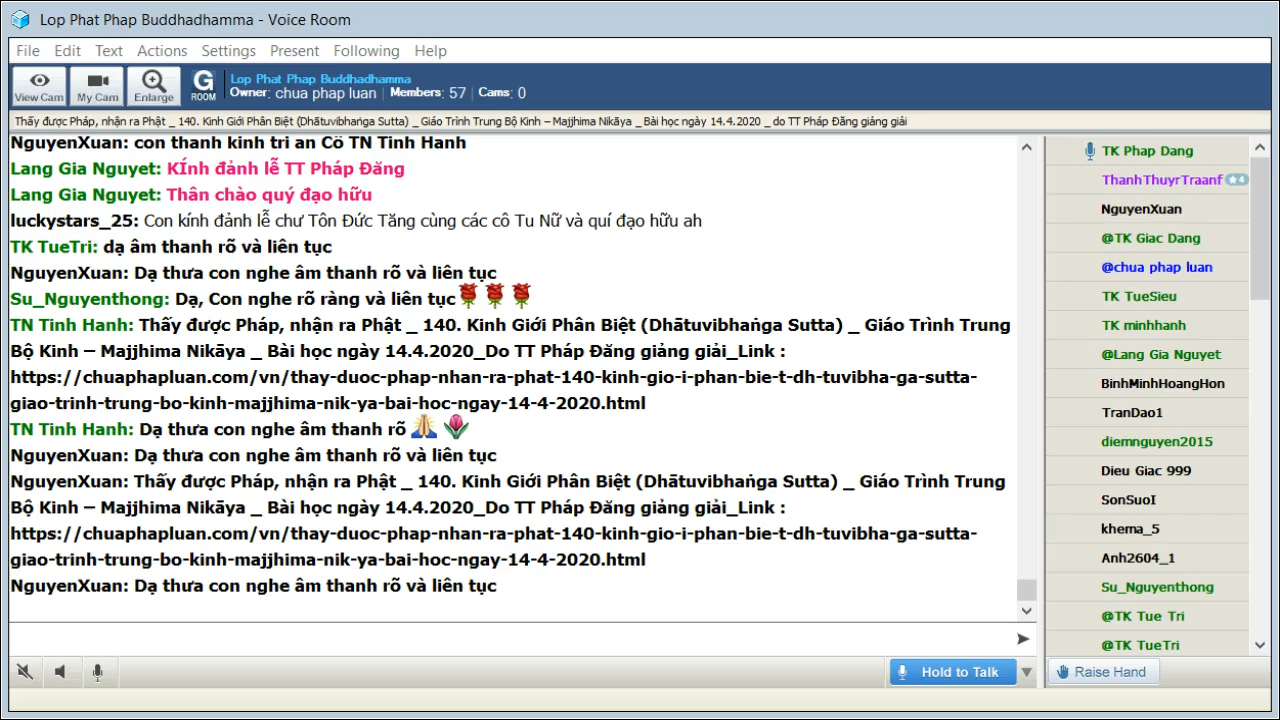 Lop Phat Phap Buddhadhamma - Voice Room
File Edit Text Actions Settings Present Following Help
View Cam My Cam Enlarge G ROOM
Lop Phat Phap Buddhadhamma
Owner: chua phap luan Members: 57 Cams: 0
Thấy được Pháp, nhận ra Phật _ 140. Kinh Giới Phân Biệt (Dhātuvibhaṅga Sutta) _ Giáo Trình Trung Bộ Kinh – Majjhima Nikāya _ Bài học ngày 14.4.2020 _ do TT Pháp Đăng giảng giải
NguyenXuan: con thanh kinh tri an Cô TN Tinh Hanh
Lang Gia Nguyet: KÍnh đảnh lễ TT Pháp Đăng
Lang Gia Nguyet: Thân chào quý đạo hữu
luckystars_25: Con kính đảnh lễ chư Tôn Đức Tăng cùng các cô Tu Nữ và quí đạo hữu ah
TK TueTri: dạ âm thanh rõ và liên tục
NguyenXuan: Dạ thưa con nghe âm thanh rõ và liên tục
Su_Nguyenthong: Dạ, Con nghe rõ ràng và liên tục
TN Tinh Hanh: Thấy được Pháp, nhận ra Phật _ 140. Kinh Giới Phân Biệt (Dhātuvibhaṅga Sutta) _ Giáo Trình Trung
Bộ Kinh – Majjhima Nikāya _ Bài học ngày 14.4.2020_Do TT Pháp Đăng giảng giải_Link :
https://chuaphapluan.com/vn/thay-duoc-phap-nhan-ra-phat-140-kinh-gio-i-phan-bie-t-dh-tuvibha-ga-sutta-
giao-trinh-trung-bo-kinh-majjhima-nik-ya-bai-hoc-ngay-14-4-2020.html
TN Tinh Hanh: Dạ thưa con nghe âm thanh rõ
NguyenXuan: Dạ thưa con nghe âm thanh rõ và liên tục
NguyenXuan: Thấy được Pháp, nhận ra Phật _ 140. Kinh Giới Phân Biệt (Dhātuvibhaṅga Sutta) _ Giáo Trình Trung
Bộ Kinh – Majjhima Nikāya _ Bài học ngày 14.4.2020_Do TT Pháp Đăng giảng giải_Link :
https://chuaphapluan.com/vn/thay-duoc-phap-nhan-ra-phat-140-kinh-gio-i-phan-bie-t-dh-tuvibha-ga-sutta-
giao-trinh-trung-bo-kinh-majjhima-nik-ya-bai-hoc-ngay-14-4-2020.html
NguyenXuan: Dạ thưa con nghe âm thanh rõ và liên tục
TK Phap Dang
ThanhThuyrTraanf ★4
NguyenXuan
@TK Giac Dang
@chua phap luan
TK TueSieu
TK minhhanh
@Lang Gia Nguyet
BinhMinhHoangHon
TranDao1
diemnguyen2015
Dieu Giac 999
SonSuoI
khema_5
Anh2604_1
Su_Nguyenthong
@TK Tue Tri
@TK TueTri
Hold to Talk
Raise Hand